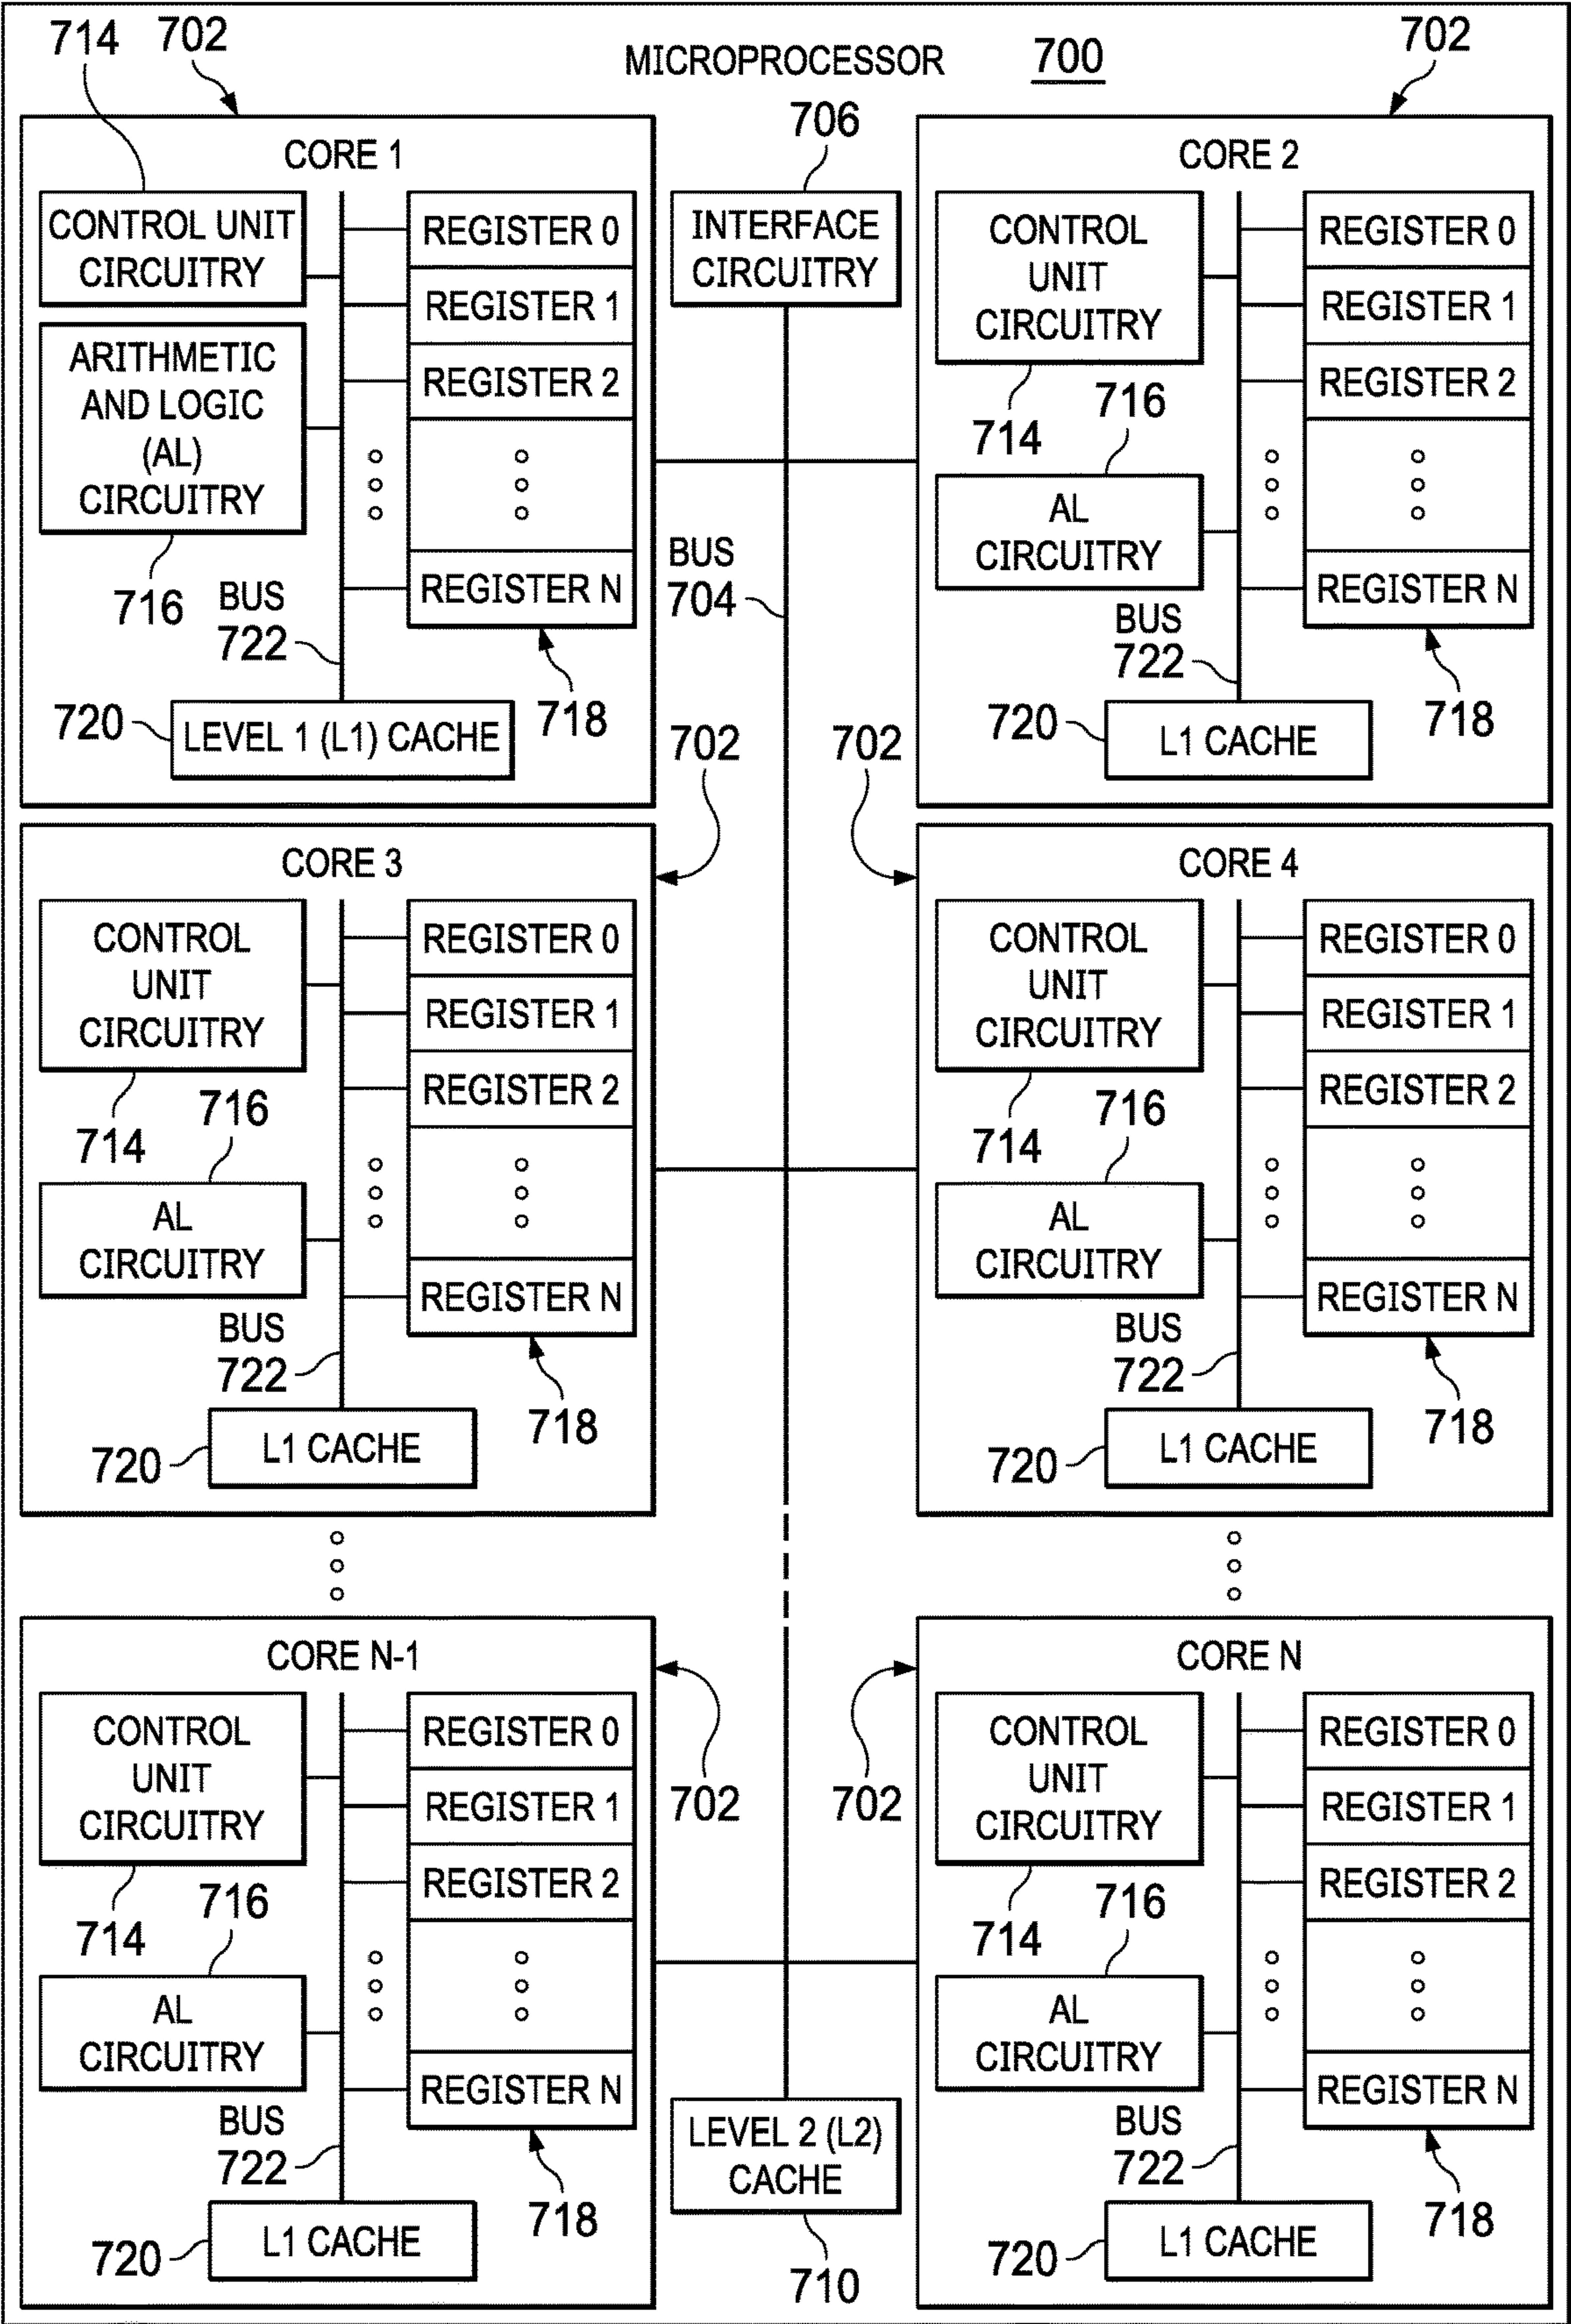 714
702
MICROPROCESSOR 700
702
706
CORE 1
CONTROL UNIT
CIRCUITRY
ARITHMETIC
AND LOGIC
(AL)
CIRCUITRY
716
REGISTER 0
REGISTER 1
REGISTER 2
REGISTER N
BUS
722
718
720
LEVEL 1 (L1) CACHE
INTERFACE
CIRCUITRY
BUS
704
CORE 2
CONTROL
UNIT
CIRCUITRY
714
716
AL
CIRCUITRY
REGISTER 0
REGISTER 1
REGISTER 2
REGISTER N
BUS
722
718
720
L1 CACHE
702
702
CORE 3
CONTROL
UNIT
CIRCUITRY
714
716
AL
CIRCUITRY
REGISTER 0
REGISTER 1
REGISTER 2
REGISTER N
BUS
722
718
720
L1 CACHE
CORE 4
CONTROL
UNIT
CIRCUITRY
714
716
AL
CIRCUITRY
REGISTER 0
REGISTER 1
REGISTER 2
REGISTER N
BUS
722
718
720
L1 CACHE
CORE N-1
CONTROL
UNIT
CIRCUITRY
714
716
AL
CIRCUITRY
REGISTER 0
REGISTER 1
REGISTER 2
REGISTER N
BUS
722
718
720
L1 CACHE
702
702
LEVEL 2 (L2)
CACHE
710
CORE N
CONTROL
UNIT
CIRCUITRY
714
716
AL
CIRCUITRY
REGISTER 0
REGISTER 1
REGISTER 2
REGISTER N
BUS
722
718
720
L1 CACHE